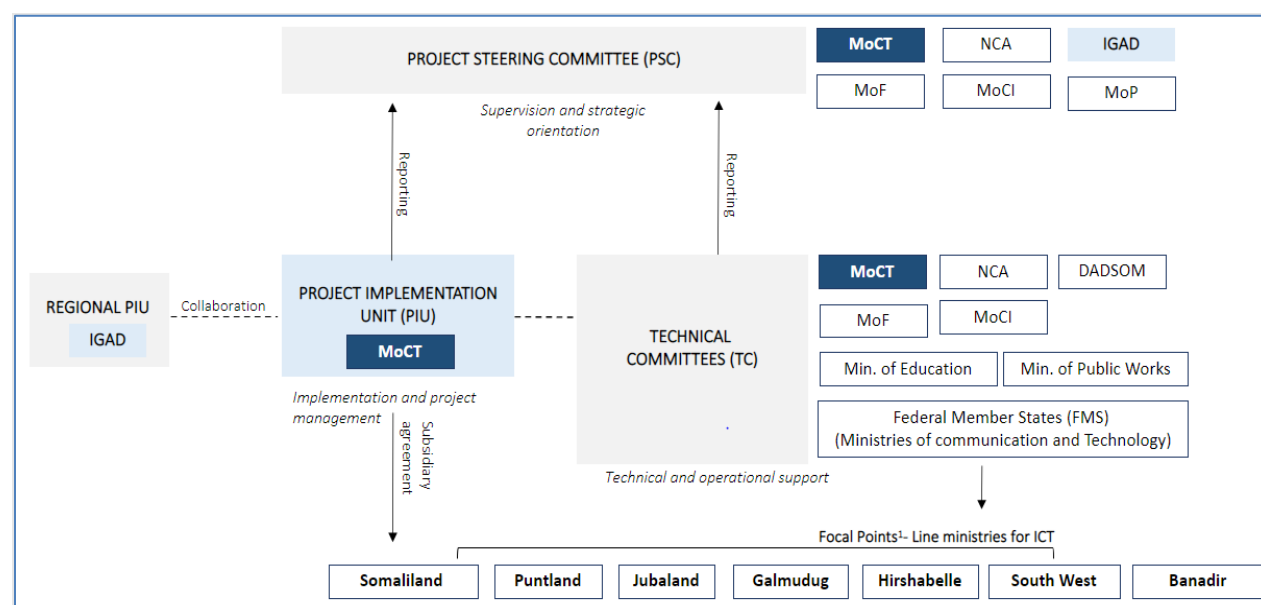 PROJECT STEERING COMMITTEE (PSC)
MoCT
NCA
IGAD
MoF
MoCI
MoP
Supervision and strategic
orientation
Reporting
Reporting
REGIONAL PIU
IGAD
Collaboration
PROJECT IMPLEMENTATION
UNIT (PIU)
MoCT
Implementation and project
management
Subsidiary
agreement
TECHNICAL
COMMITTEES (TC)
Technical and operational support
MoCT
NCA
DADSOM
MoF
MoCI
Min. of Education
Min. of Public Works
Federal Member States (FMS)
(Ministries of communication and Technology)
Focal Points¹- Line ministries for ICT
Somaliland
Puntland
Jubaland
Galmudug
Hirshabelle
South West
Banadir